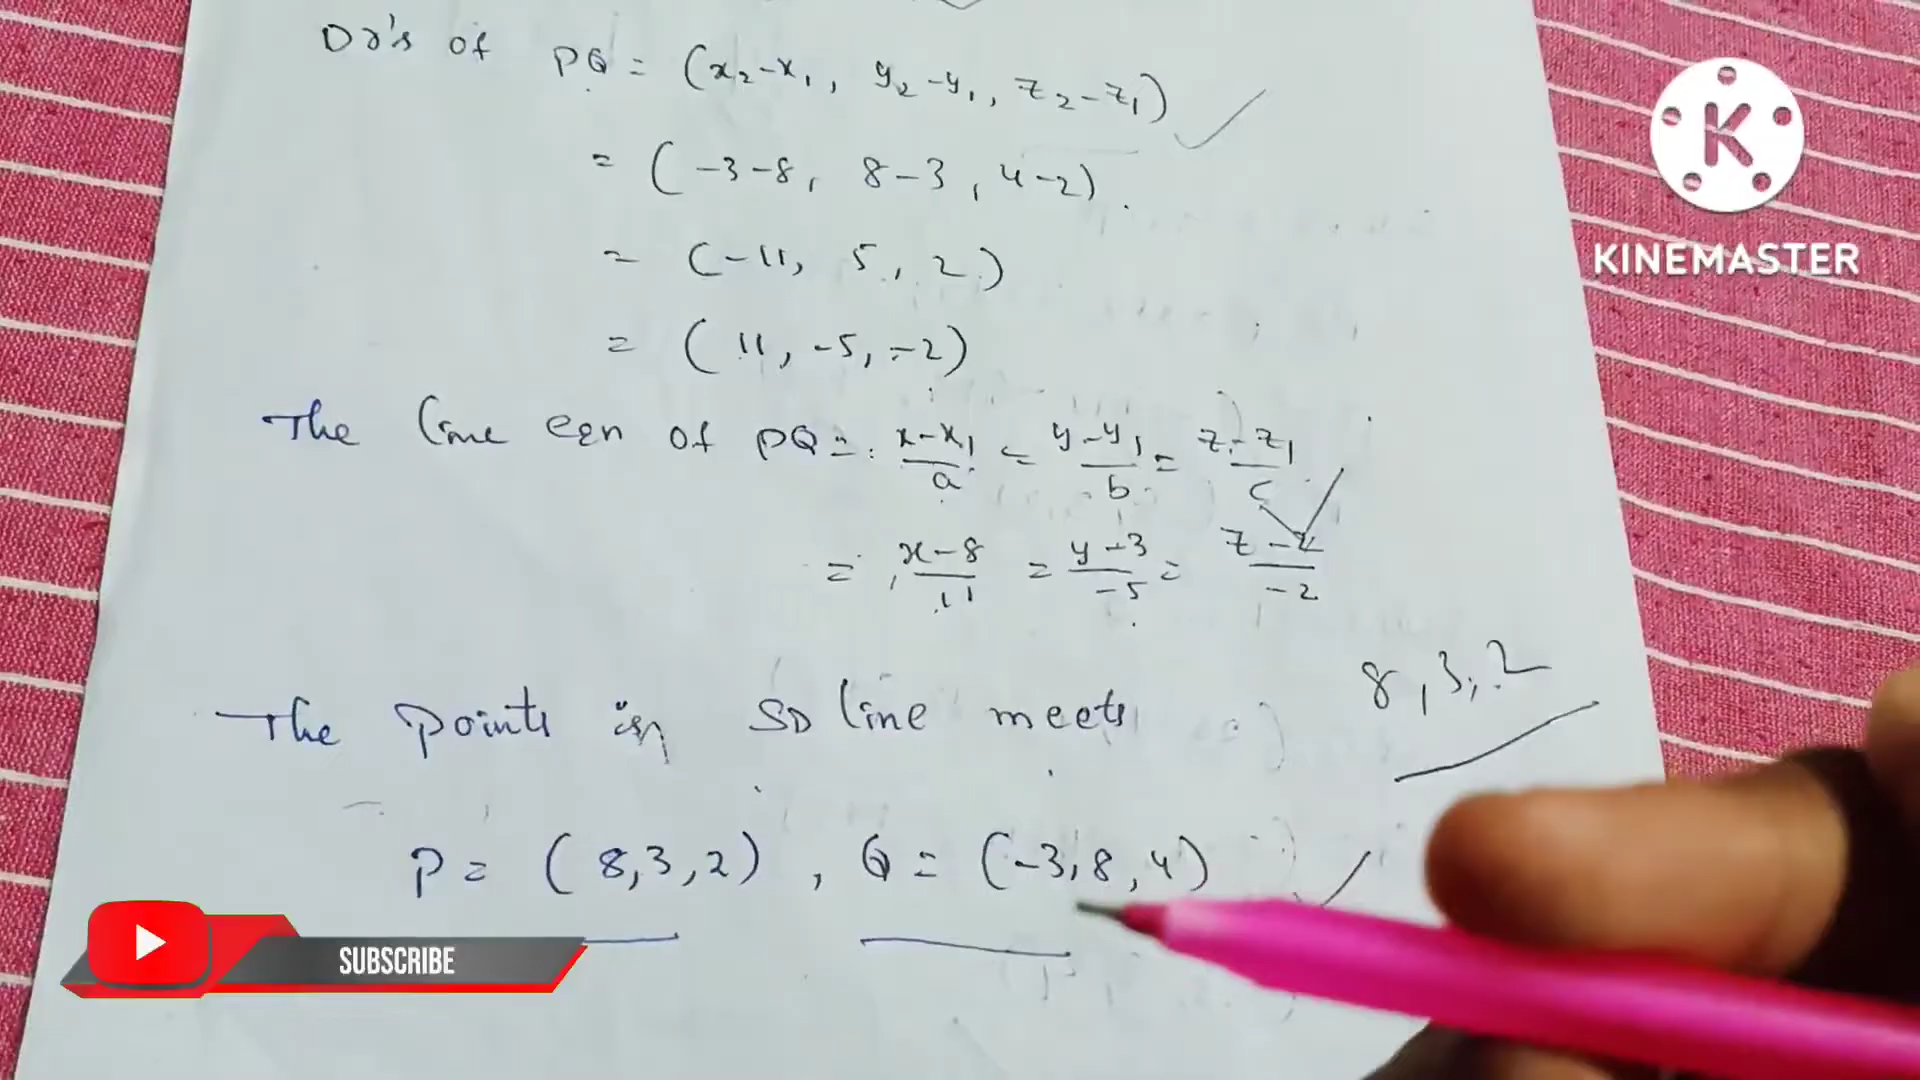 Dr's of PQ = (x₂-x₁, y₂-y₁, z₂-z₁)
= (-3-8, 8-3, 4-2).
= (-11, 5, 2)
= (11, -5, -2)
The line eqn of PQ = x-x₁/a = y-y₁/b = z-z₁/c
= x-8/11 = y-3/-5 = z-2/-2
8,3,2
The points in SD line meets
P = (8,3,2), Q = (-3,8,4)
K
KINEMASTER
SUBSCRIBE